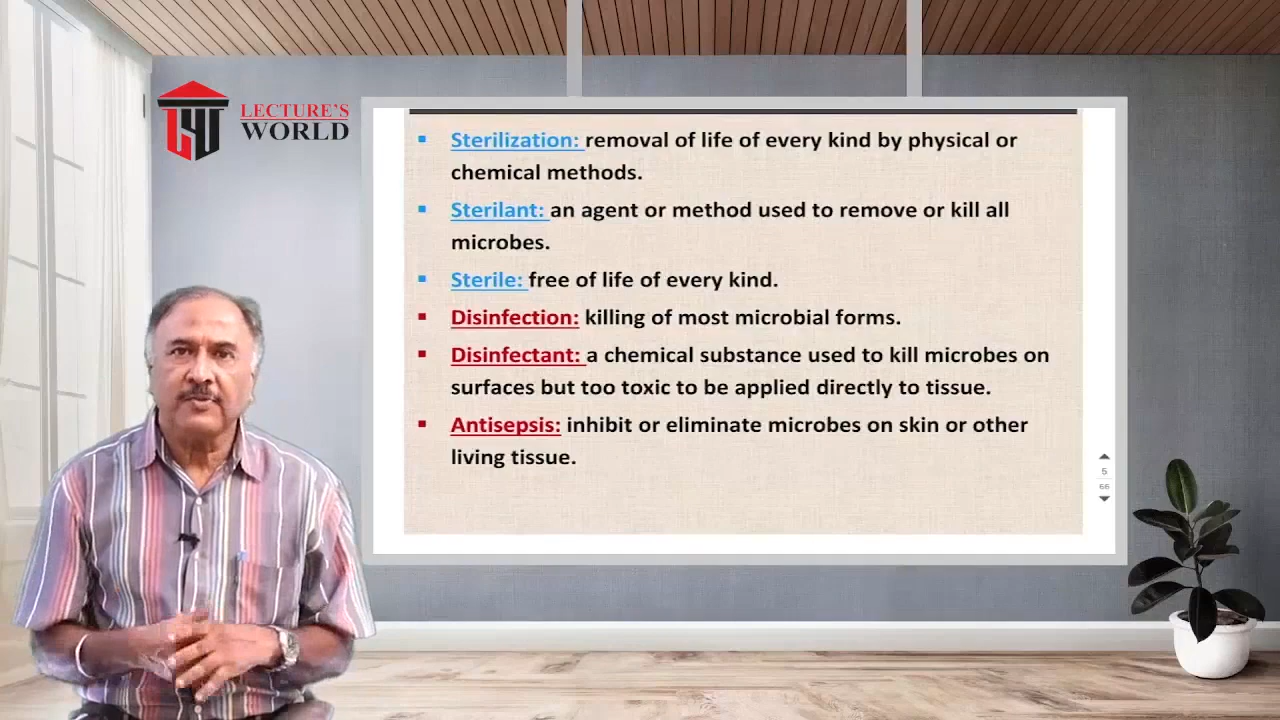 LECTURE'S
WORLD
Sterilization: removal of life of every kind by physical or
chemical methods.
Sterilant: an agent or method used to remove or kill all
microbes.
Sterile: free of life of every kind.
Disinfection: killing of most microbial forms.
Disinfectant: a chemical substance used to kill microbes on
surfaces but too toxic to be applied directly to tissue.
Antisepsis: inhibit or eliminate microbes on skin or other
living tissue.
5
66